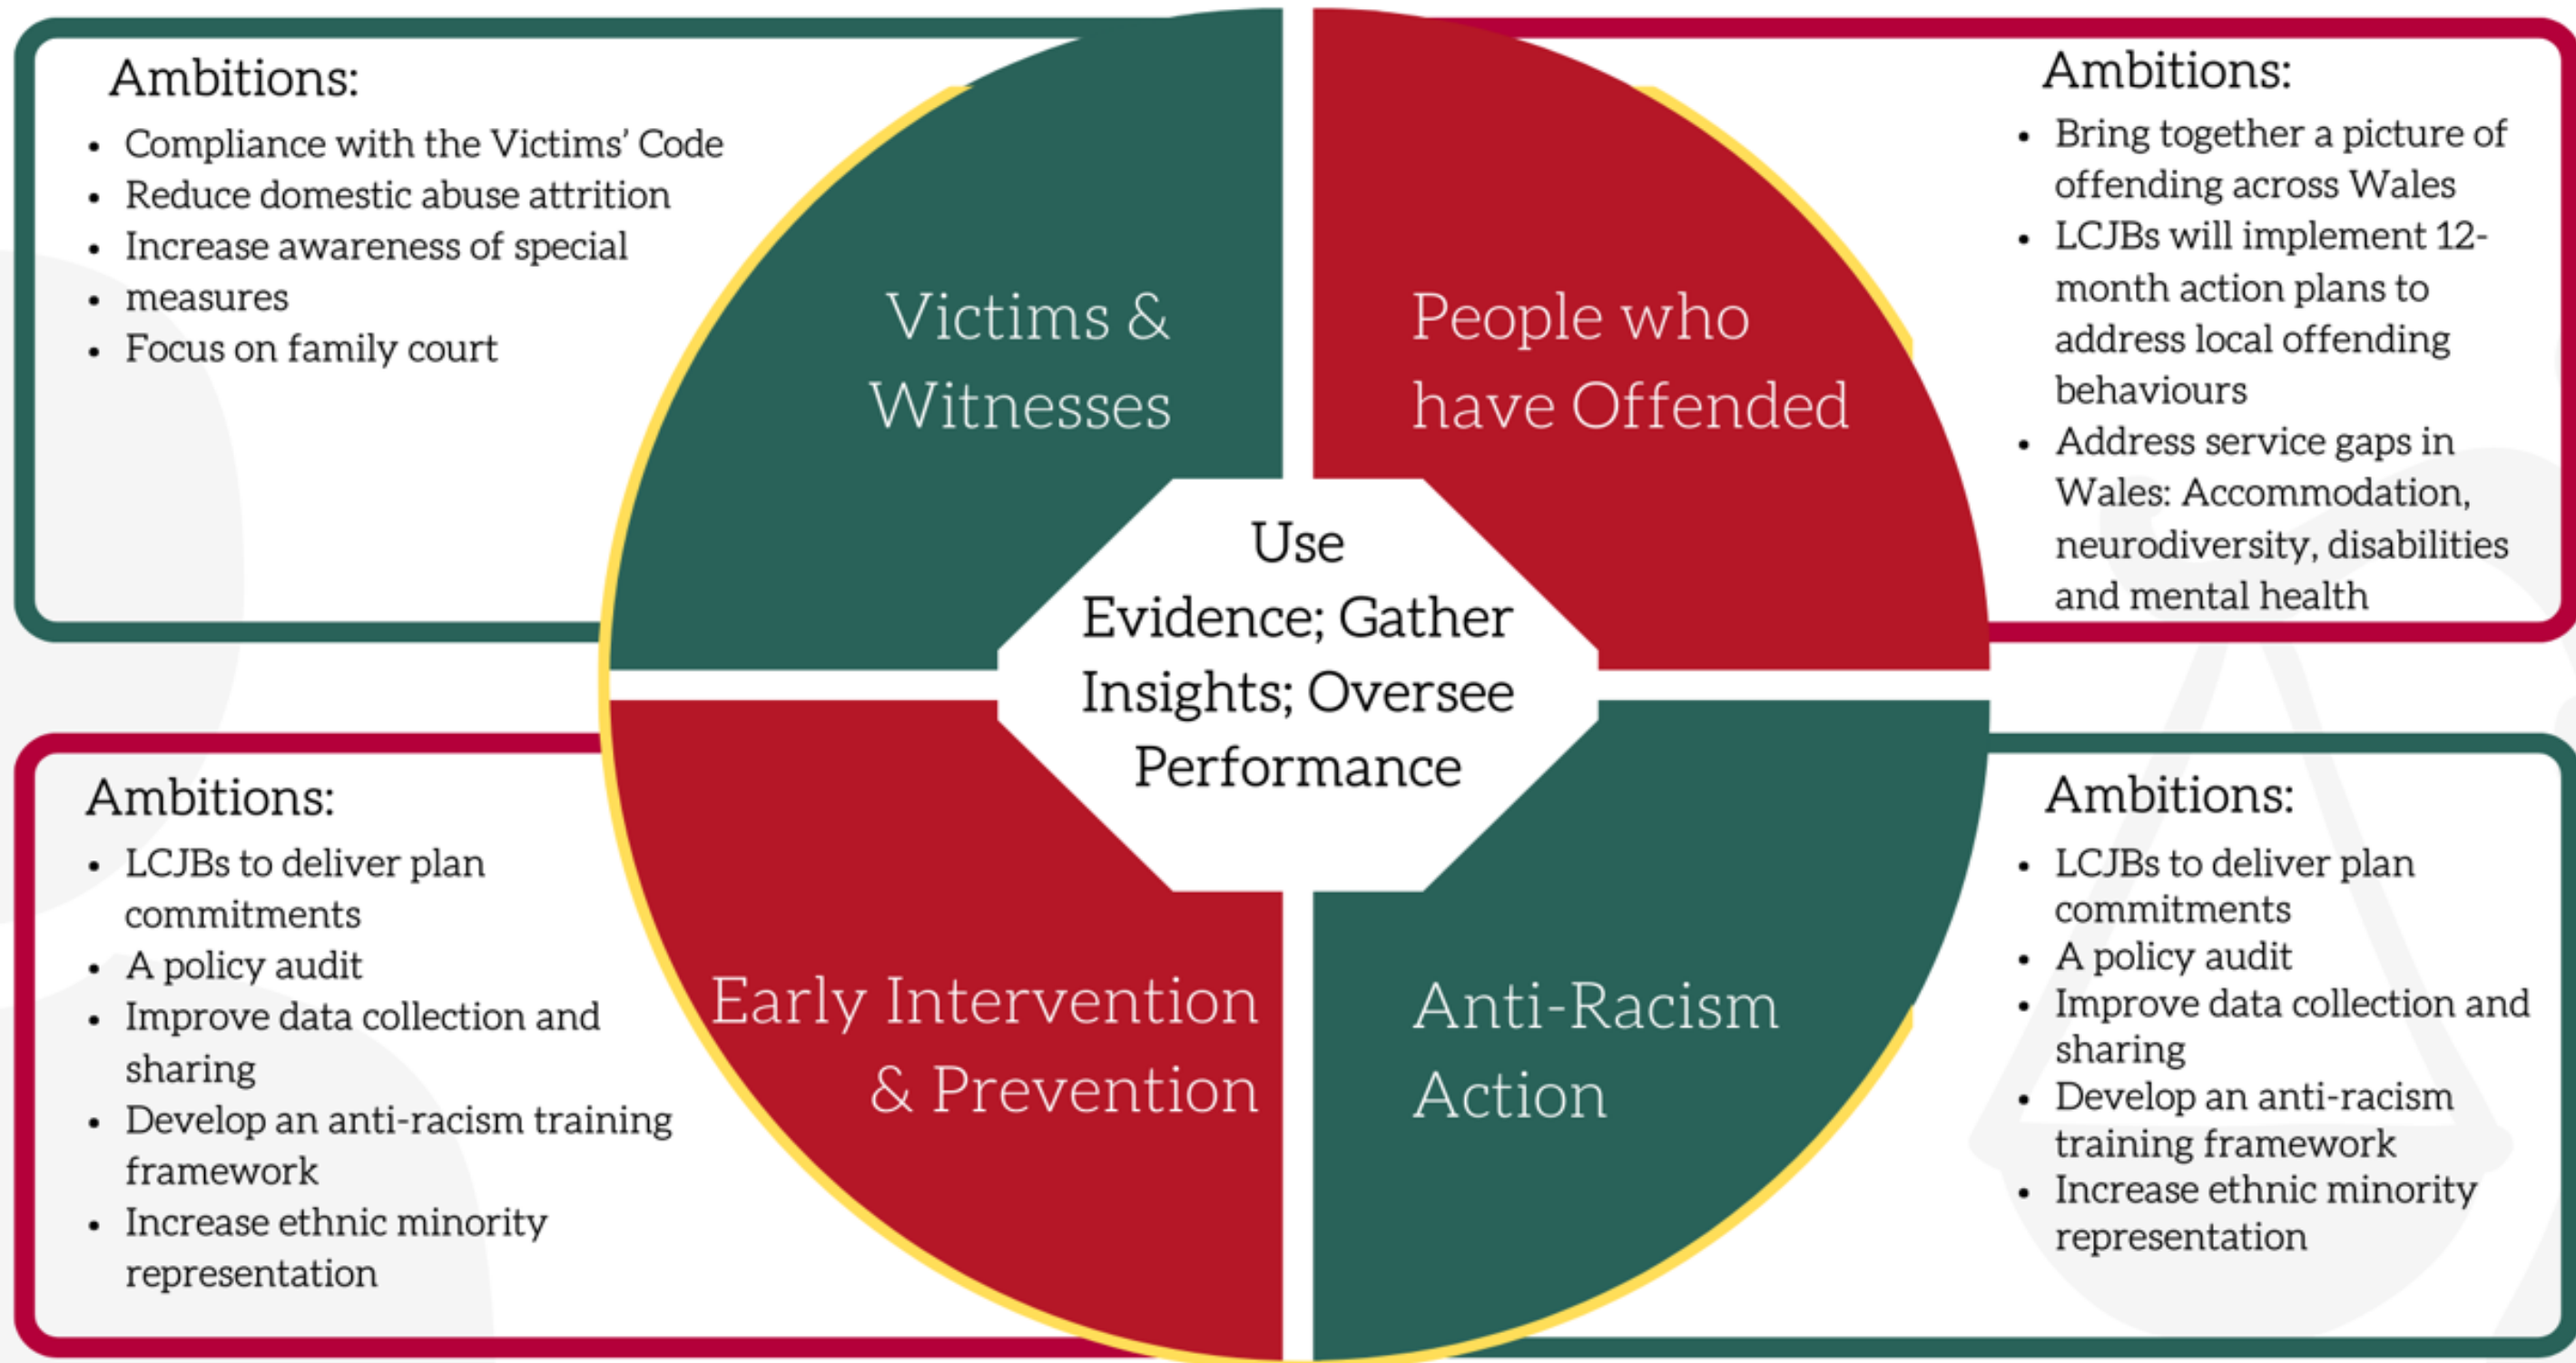 Ambitions:
• Compliance with the Victims’ Code
• Reduce domestic abuse attrition
• Increase awareness of special
• measures
• Focus on family court
Victims &
Witnesses
People who
have Offended
Ambitions:
• Bring together a picture of
offending across Wales
• LCJBs will implement 12-
month action plans to
address local offending
behaviours
• Address service gaps in
Wales: Accommodation,
neurodiversity, disabilities
and mental health
Use
Evidence; Gather
Insights; Oversee
Performance
Ambitions:
• LCJBs to deliver plan
commitments
• A policy audit
• Improve data collection and
sharing
• Develop an anti-racism training
framework
• Increase ethnic minority
representation
Early Intervention
& Prevention
Anti-Racism
Action
Ambitions:
• LCJBs to deliver plan
commitments
• A policy audit
• Improve data collection and
sharing
• Develop an anti-racism
training framework
• Increase ethnic minority
representation